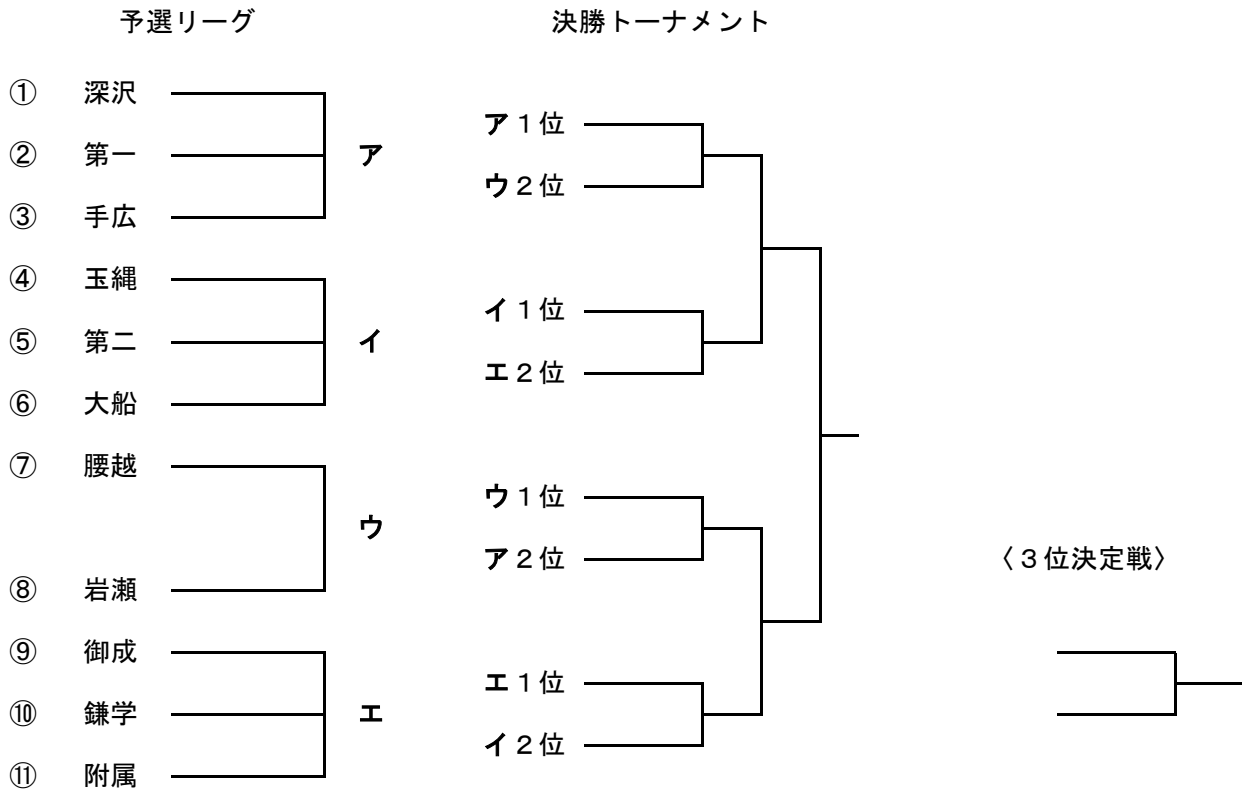 予選リーグ
決勝トーナメント
① 深沢
② 第一
③ 手広
ア
④ 玉縄
⑤ 第二
⑥ 大船
イ
⑦ 腰越
⑧ 岩瀬
ウ
⑨ 御成
⑩ 鎌学
⑪ 附属
エ
ア１位
ウ２位
イ１位
エ２位
ウ１位
ア２位
エ１位
イ２位
〈３位決定戦〉